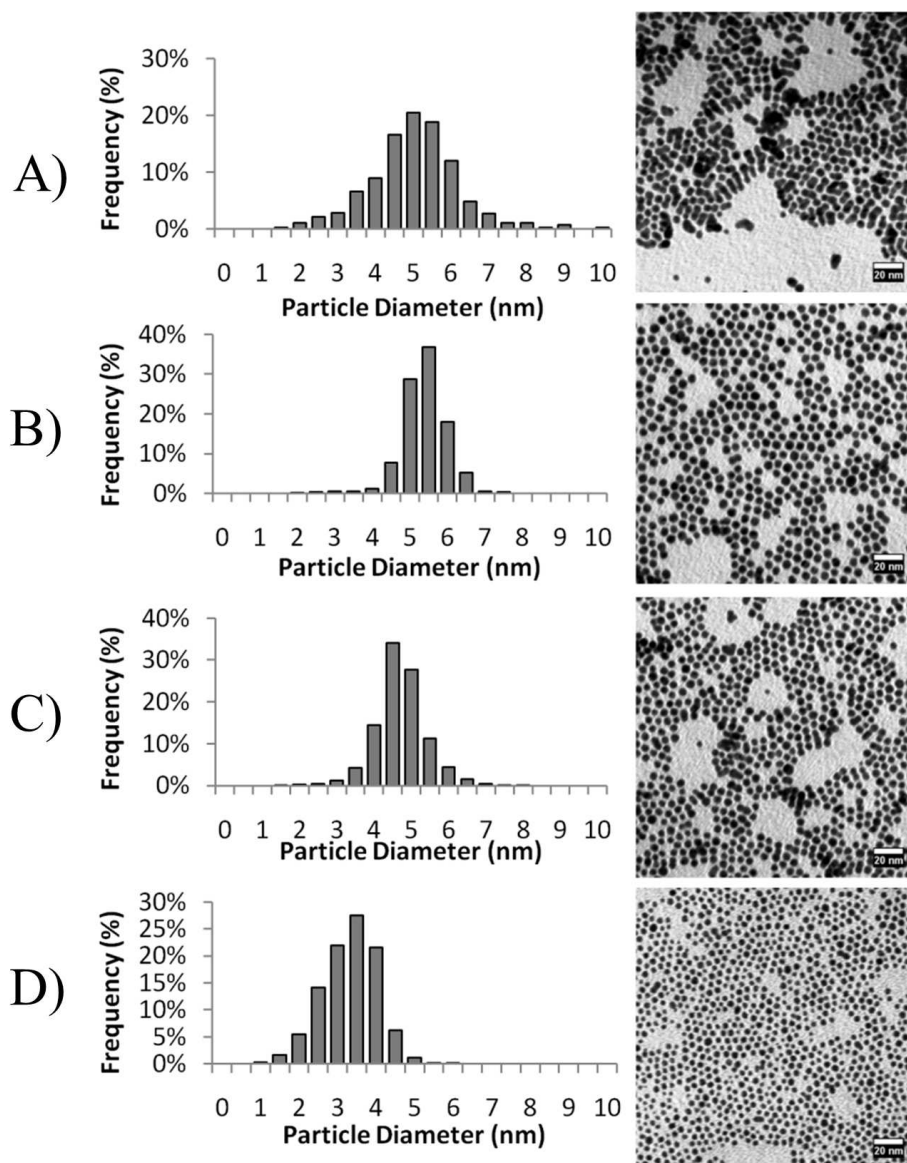 A)
Frequency (%)
30%
20%
10%
0%
0 1 2 3 4 5 6 7 8 9 10
Particle Diameter (nm)
20 nm
B)
Frequency (%)
40%
30%
20%
10%
0%
0 1 2 3 4 5 6 7 8 9 10
Particle Diameter (nm)
20 nm
C)
Frequency (%)
40%
30%
20%
10%
0%
0 1 2 3 4 5 6 7 8 9 10
Particle Diameter (nm)
20 nm
D)
Frequency (%)
30%
25%
20%
15%
10%
5%
0%
0 1 2 3 4 5 6 7 8 9 10
Particle Diameter (nm)
20 nm